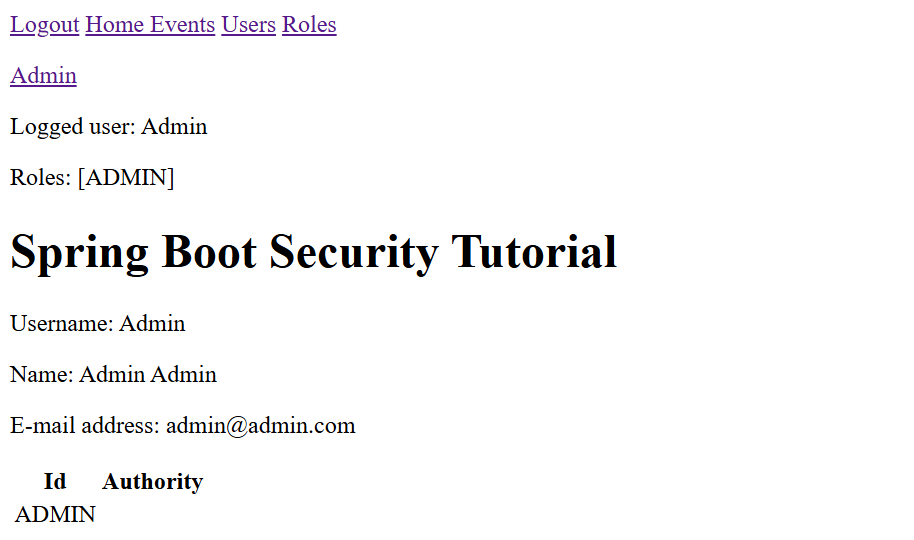 Logout Home Events Users Roles
Admin
Logged user: Admin
Roles: [ADMIN]
Spring Boot Security Tutorial
Username: Admin
Name: Admin Admin
E-mail address: admin@admin.com
Id Authority
ADMIN